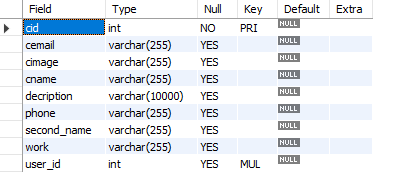 Field Type Null Key Default Extra
cid int NO PRI NULL
cemail varchar(255) YES NULL
cimage varchar(255) YES NULL
cname varchar(255) YES NULL
decription varchar(10000) YES NULL
phone varchar(255) YES NULL
second_name varchar(255) YES NULL
work varchar(255) YES NULL
user_id int YES MUL NULL